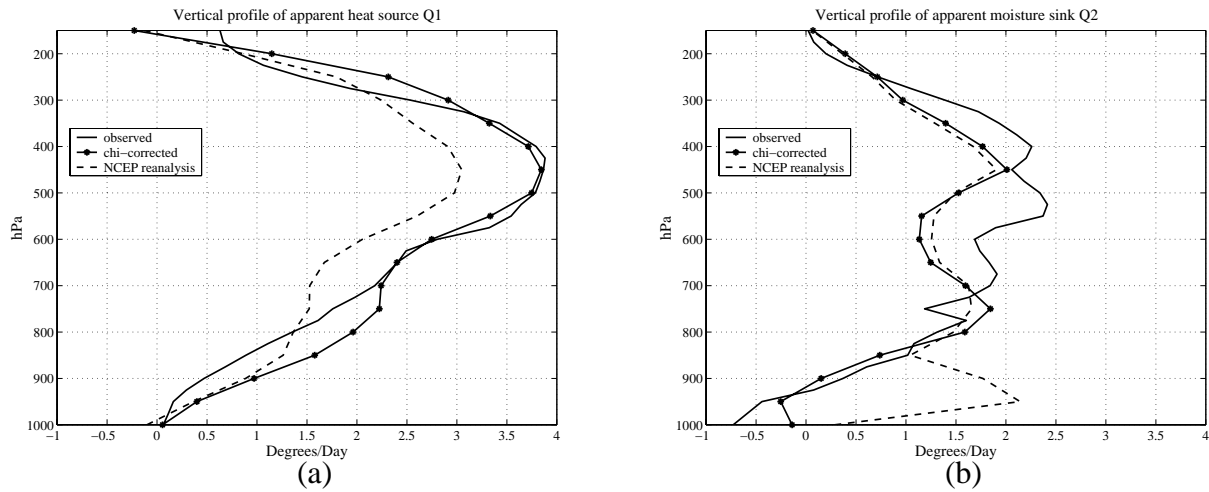 Vertical profile of apparent heat source Q1
200
300
400
500
600
700
800
900
1000
hPa
observed
chi−corrected
NCEP reanalysis
−1
−0.5
0
0.5
1
1.5
2
2.5
3
3.5
4
Degrees/Day
(a)
Vertical profile of apparent moisture sink Q2
200
300
400
500
600
700
800
900
1000
hPa
observed
chi−corrected
NCEP reanalysis
−1
−0.5
0
0.5
1
1.5
2
2.5
3
3.5
4
Degrees/Day
(b)